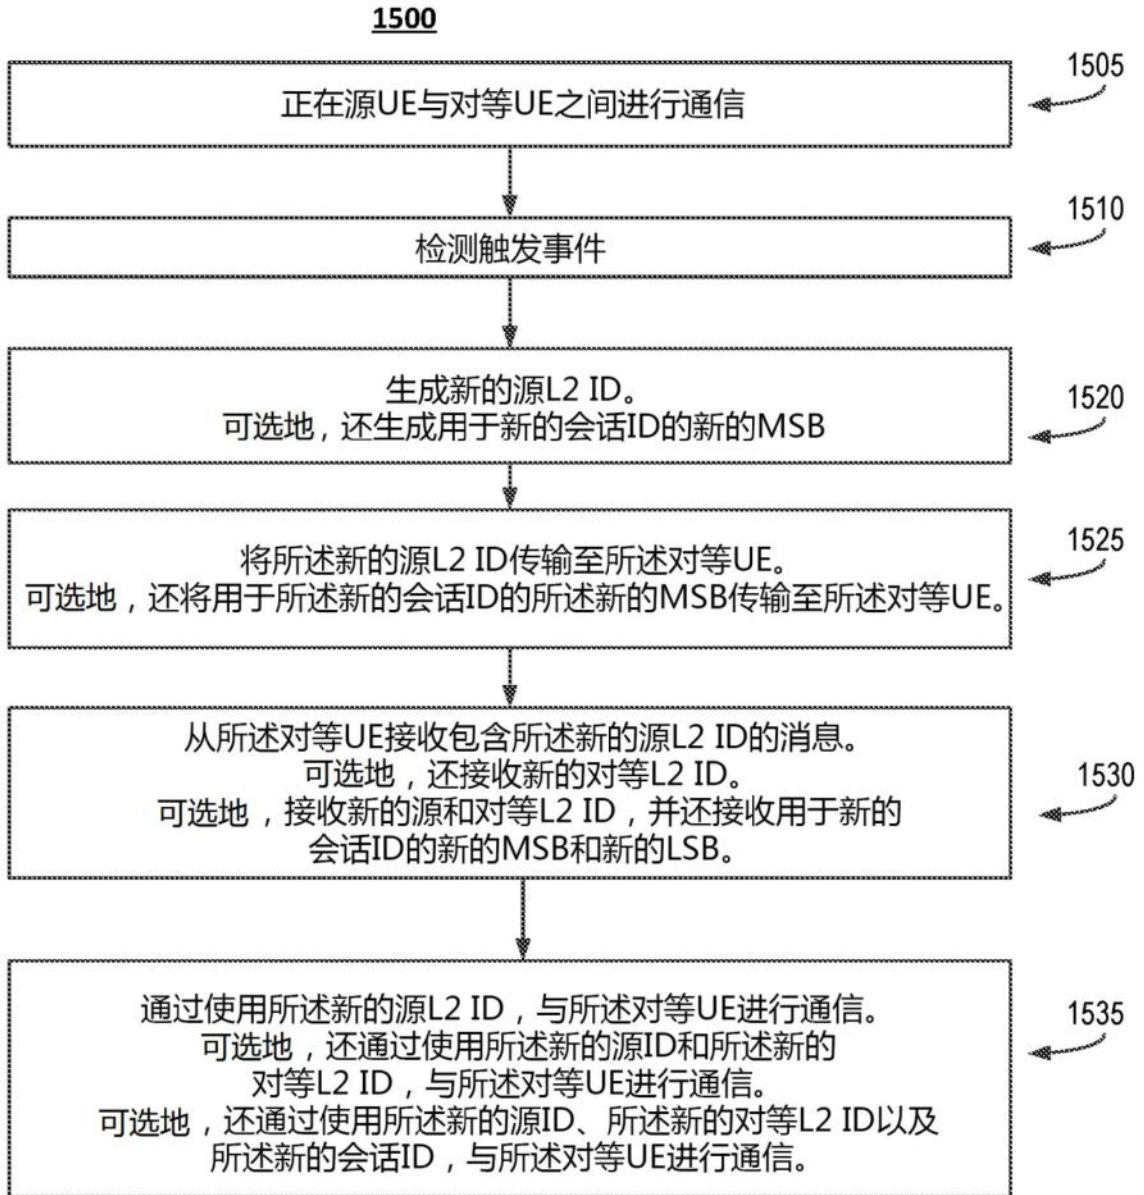 1500
正在源UE与对等UE之间进行通信
1505
检测触发事件
1510
生成新的源L2 ID。
可选地，还生成用于新的会话ID的新的MSB
1520
将所述新的源L2 ID传输至所述对等UE。
可选地，还将用于所述新的会话ID的所述新的MSB传输至所述对等UE。
1525
从所述对等UE接收包含所述新的源L2 ID的消息。
可选地，还接收新的对等L2 ID。
可选地，接收新的源和对等L2 ID，并还接收用于新的
会话ID的新的MSB和新的LSB。
1530
通过使用所述新的源L2 ID，与所述对等UE进行通信。
可选地，还通过使用所述新的源ID和所述新的
对等L2 ID，与所述对等UE进行通信。
可选地，还通过使用所述新的源ID、所述新的对等L2 ID以及
所述新的会话ID，与所述对等UE进行通信。
1535